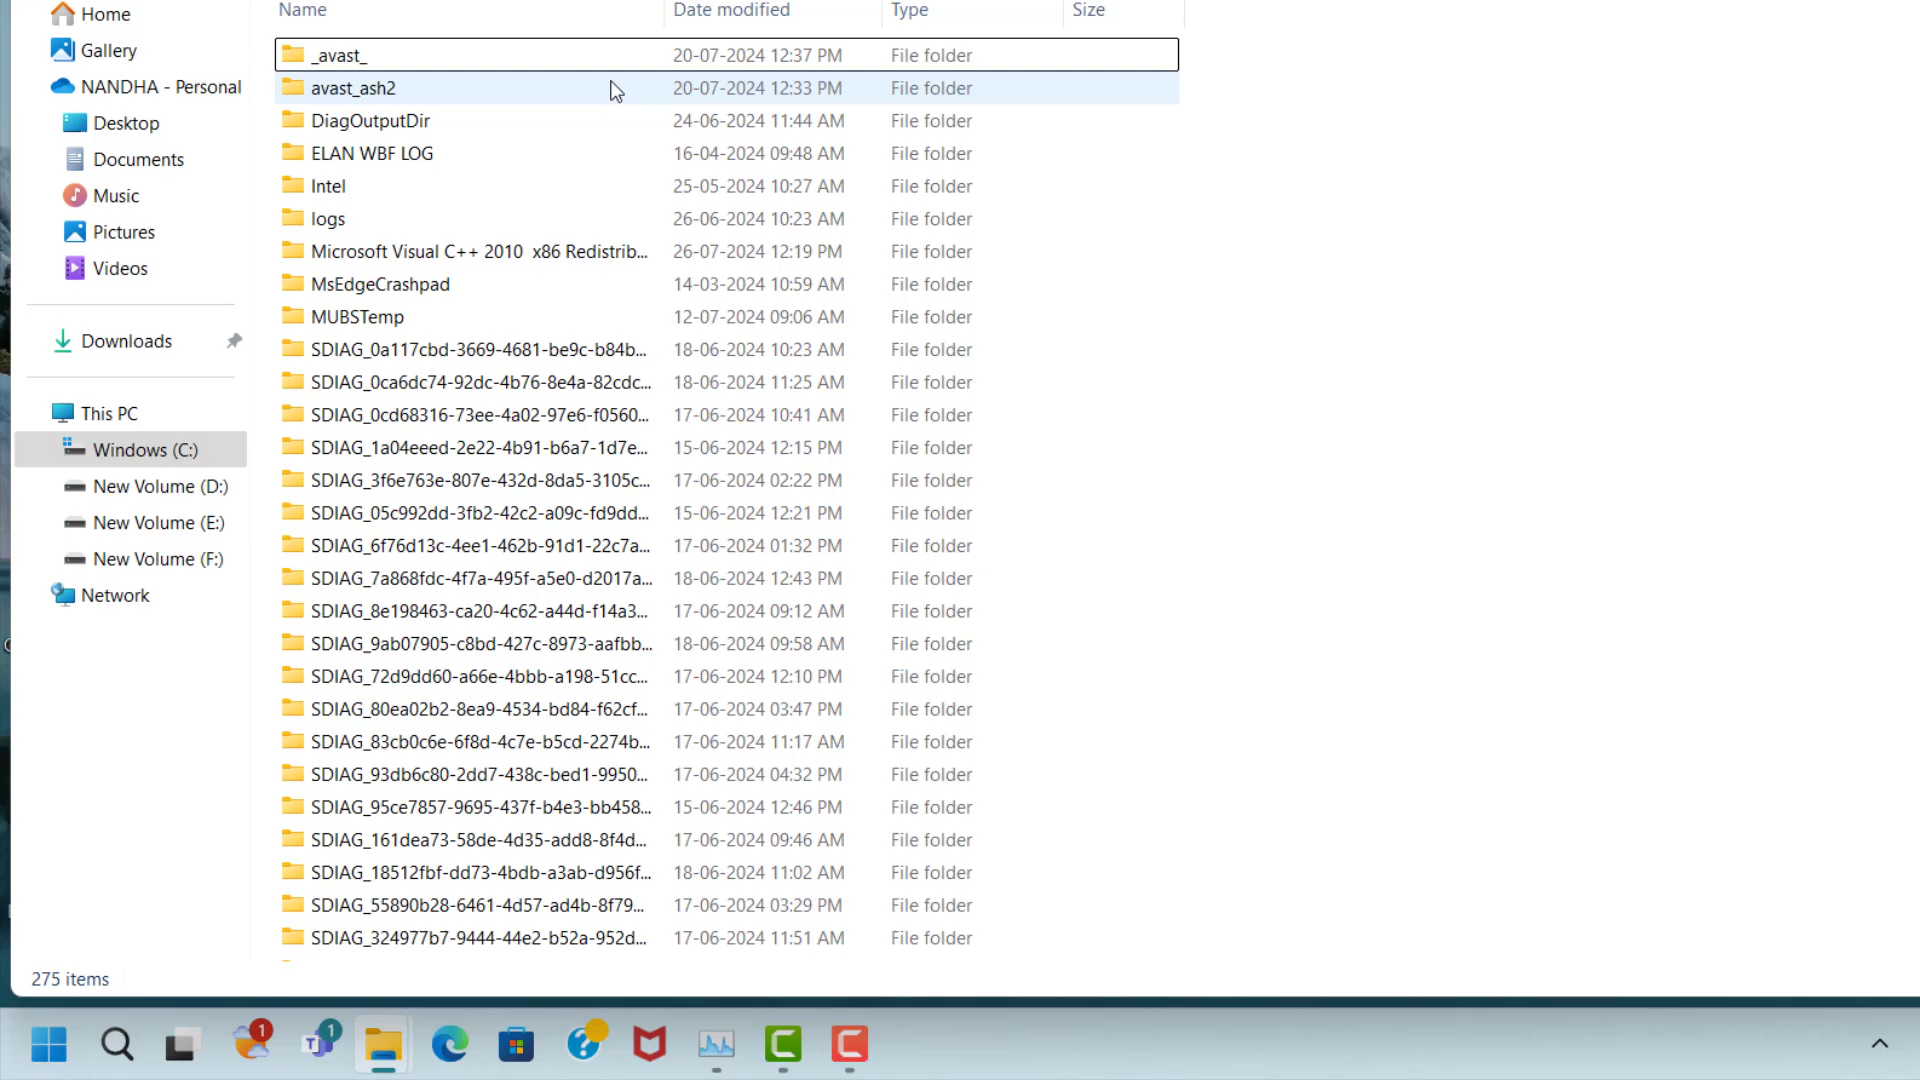 Home
Gallery
NANDHA - Personal
Desktop
Documents
Music
Pictures
Videos
Downloads
This PC
Windows (C:)
New Volume (D:)
New Volume (E:)
New Volume (F:)
Network
Name Date modified Type Size
_avast_ 20-07-2024 12:37 PM File folder
avast_ash2 20-07-2024 12:33 PM File folder
DiagOutputDir 24-06-2024 11:44 AM File folder
ELAN WBF LOG 16-04-2024 09:48 AM File folder
Intel 25-05-2024 10:27 AM File folder
logs 26-06-2024 10:23 AM File folder
Microsoft Visual C++ 2010 x86 Redistrib... 26-07-2024 12:19 PM File folder
MsEdgeCrashpad 14-03-2024 10:59 AM File folder
MUBSTemp 12-07-2024 09:06 AM File folder
SDIAG_0a117cbd-3669-4681-be9c-b84b... 18-06-2024 10:23 AM File folder
SDIAG_0ca6dc74-92dc-4b76-8e4a-82cdc... 18-06-2024 11:25 AM File folder
SDIAG_0cd68316-73ee-4a02-97e6-f0560... 17-06-2024 10:41 AM File folder
SDIAG_1a04eeed-2e22-4b91-b6a7-1d7e... 15-06-2024 12:15 PM File folder
SDIAG_3f6e763e-807e-432d-8da5-3105c... 17-06-2024 02:22 PM File folder
SDIAG_05c992dd-3fb2-42c2-a09c-fd9dd... 15-06-2024 12:21 PM File folder
SDIAG_6f76d13c-4ee1-462b-91d1-22c7a... 17-06-2024 01:32 PM File folder
SDIAG_7a868fdc-4f7a-495f-a5e0-d2017a... 18-06-2024 12:43 PM File folder
SDIAG_8e198463-ca20-4c62-a44d-f14a3... 17-06-2024 09:12 AM File folder
SDIAG_9ab07905-c8bd-427c-8973-aafbb... 18-06-2024 09:58 AM File folder
SDIAG_72d9dd60-a66e-4bbb-a198-51cc... 17-06-2024 12:10 PM File folder
SDIAG_80ea02b2-8ea9-4534-bd84-f62cf... 17-06-2024 03:47 PM File folder
SDIAG_83cb0c6e-6f8d-4c7e-b5cd-2274b... 17-06-2024 11:17 AM File folder
SDIAG_93db6c80-2dd7-438c-bed1-9950... 17-06-2024 04:32 PM File folder
SDIAG_95ce7857-9695-437f-b4e3-bb458... 15-06-2024 12:46 PM File folder
SDIAG_161dea73-58de-4d35-add8-8f4d... 17-06-2024 09:46 AM File folder
SDIAG_18512fbf-dd73-4bdb-a3ab-d956f... 18-06-2024 11:02 AM File folder
SDIAG_55890b28-6461-4d57-ad4b-8f79... 17-06-2024 03:29 PM File folder
SDIAG_324977b7-9444-44e2-b52a-952d... 17-06-2024 11:51 AM File folder
275 items
1 1